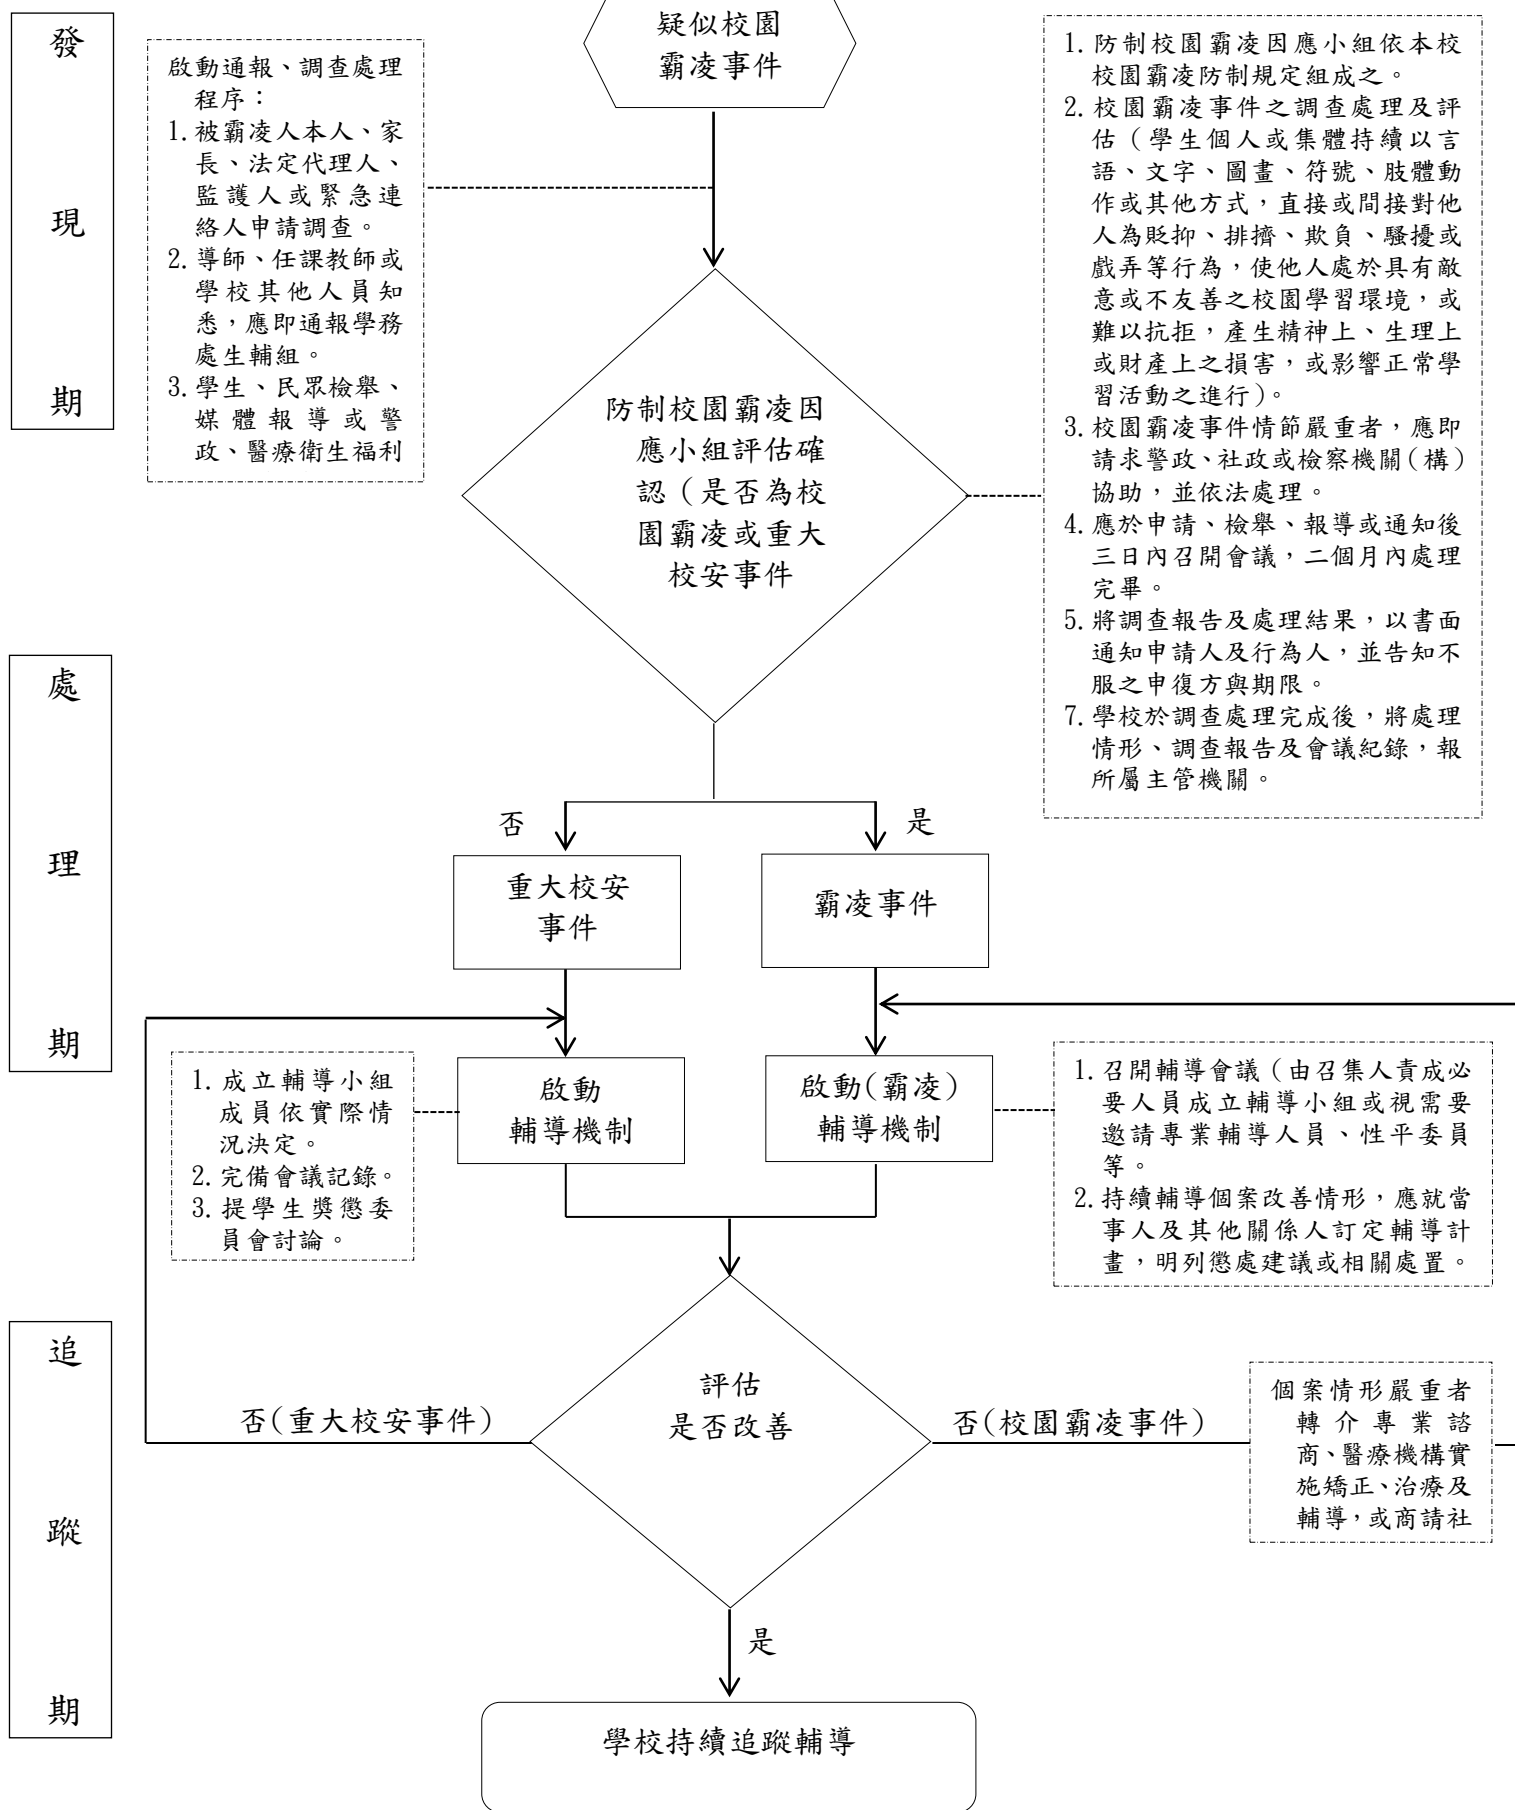 發
現
期
疑似校園
霸凌事件
啟動通報、調查處理
程序：
1.被霸凌人本人、家
長、法定代理人、
監護人或緊急連
絡人申請調查。
2.導師、任課教師或
學校其他人員知
悉，應即通報學務
處生輔組。
3.學生、民眾檢舉、
媒體報導或警
政、醫療衛生福利
1.防制校園霸凌因應小組依本校
校園霸凌防制規定組成之。
2.校園霸凌事件之調查處理及評
估（學生個人或集體持續以言
語、文字、圖畫、符號、肢體動
作或其他方式，直接或間接對他
人為貶抑、排擠、欺負、騷擾或
戲弄等行為，使他人處於具有敵
意或不友善之校園學習環境，或
難以抗拒，產生精神上、生理上
或財產上之損害，或影響正常學
習活動之進行）。
3.校園霸凌事件情節嚴重者，應即
請求警政、社政或檢察機關（構）
協助，並依法處理。
4.應於申請、檢舉、報導或通知後
三日內召開會議，二個月內處理
完畢。
5.將調查報告及處理結果，以書面
通知申請人及行為人，並告知不
服之申復方與期限。
7.學校於調查處理完成後，將處理
情形、調查報告及會議紀錄，報
所屬主管機關。
防制校園霸凌因
應小組評估確
認（是否為校
園霸凌或重大
校安事件
處
理
期
否
是
重大校安
事件
霸凌事件
1.成立輔導小組
成員依實際情
況決定。
2.完備會議記錄。
3.提學生獎懲委
員會討論。
啟動
輔導機制
啟動(霸凌)
輔導機制
1.召開輔導會議（由召集人責成必
要人員成立輔導小組或視需要
邀請專業輔導人員、性平委員
等。
2.持續輔導個案改善情形，應就當
事人及其他關係人訂定輔導計
畫，明列懲處建議或相關處置。
追
蹤
期
評估
是否改善
否(重大校安事件)
否(校園霸凌事件)
個案情形嚴重者
轉介專業諮
商、醫療機構實
施矯正、治療及
輔導，或商請社
是
學校持續追蹤輔導